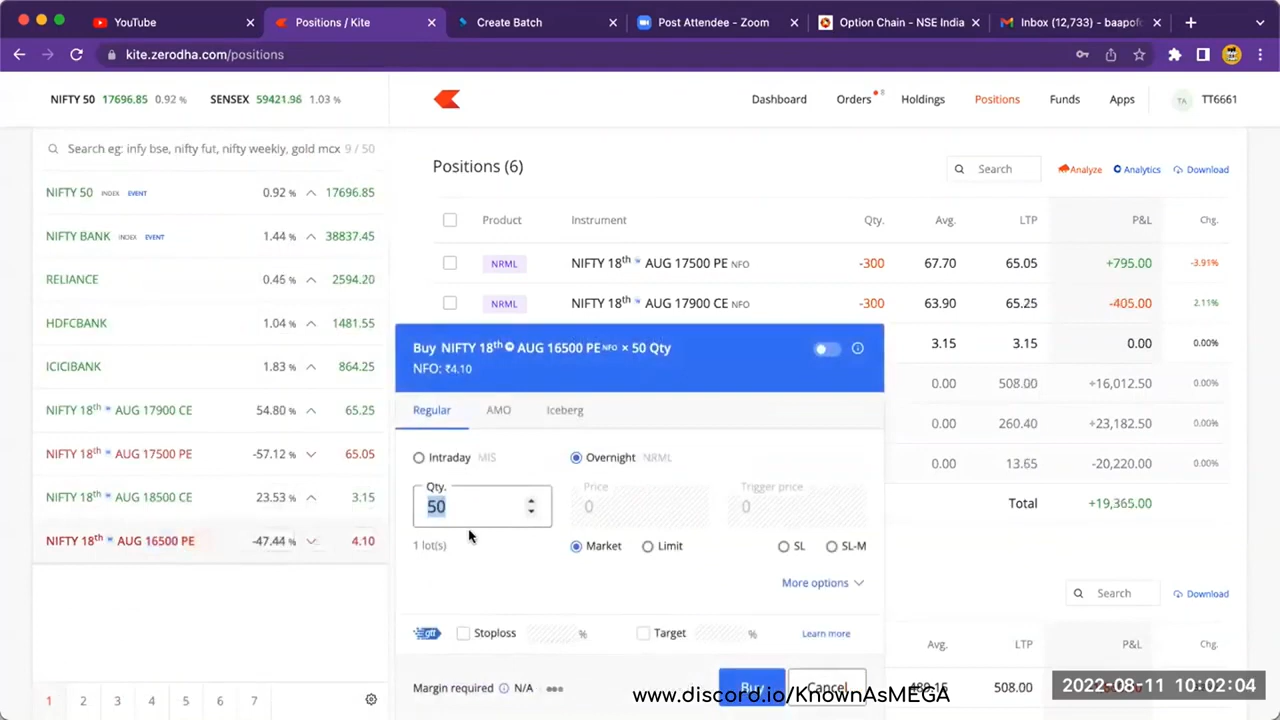 YouTube
Positions / Kite
Create Batch
Post Attendee - Zoom
Option Chain - NSE India
Inbox (12,733) - baapofc
kite.zerodha.com/positions
NIFTY 50 17696.85 0.92 % SENSEX 59421.96 1.03 %
Dashboard Orders 8 Holdings Positions Funds Apps TA TT6661
Search eg: infy bse, nifty fut, nifty weekly, gold mcx 9 / 50
NIFTY 50 INDEX EVENT 0.92 % 17696.85
NIFTY BANK INDEX EVENT 1.44 % 38837.45
RELIANCE 0.45 % 2594.20
HDFCBANK 1.04 % 1481.55
ICICIBANK 1.83 % 864.25
NIFTY 18th w AUG 17900 CE 54.80 % 65.25
NIFTY 18th w AUG 17500 PE -57.12 % 65.05
NIFTY 18th w AUG 18500 CE 23.53 % 3.15
NIFTY 18th w AUG 16500 PE -47.44 % 4.10
1 2 3 4 5 6 7
Positions (6)
Search Analyze Analytics Download
Product Instrument Qty. Avg. LTP P&L Chg.
NRML NIFTY 18th w AUG 17500 PE NFO -300 67.70 65.05 +795.00 -3.91%
NRML NIFTY 18th w AUG 17900 CE NFO -300 63.90 65.25 -405.00 2.11%
3.15 3.15 0.00 0.00%
0.00 508.00 +16,012.50 0.00%
0.00 260.40 +23,182.50 0.00%
0.00 13.65 -20,220.00 0.00%
Total +19,365.00
Buy NIFTY 18th w AUG 16500 PE NFO × 50 Qty
NFO: ₹4.10
Regular AMO Iceberg
Intraday MIS Overnight NRML
Qty. Price Trigger price
50 0 0
1 lot(s) Market Limit SL SL-M
More options
gtt Stoploss % Target % Learn more
Margin required N/A Buy Cancel
Search Download
Avg. LTP P&L
489.15 508.00
www.discord.io/KnownAsMEGA
2022-08-11 10:02:04